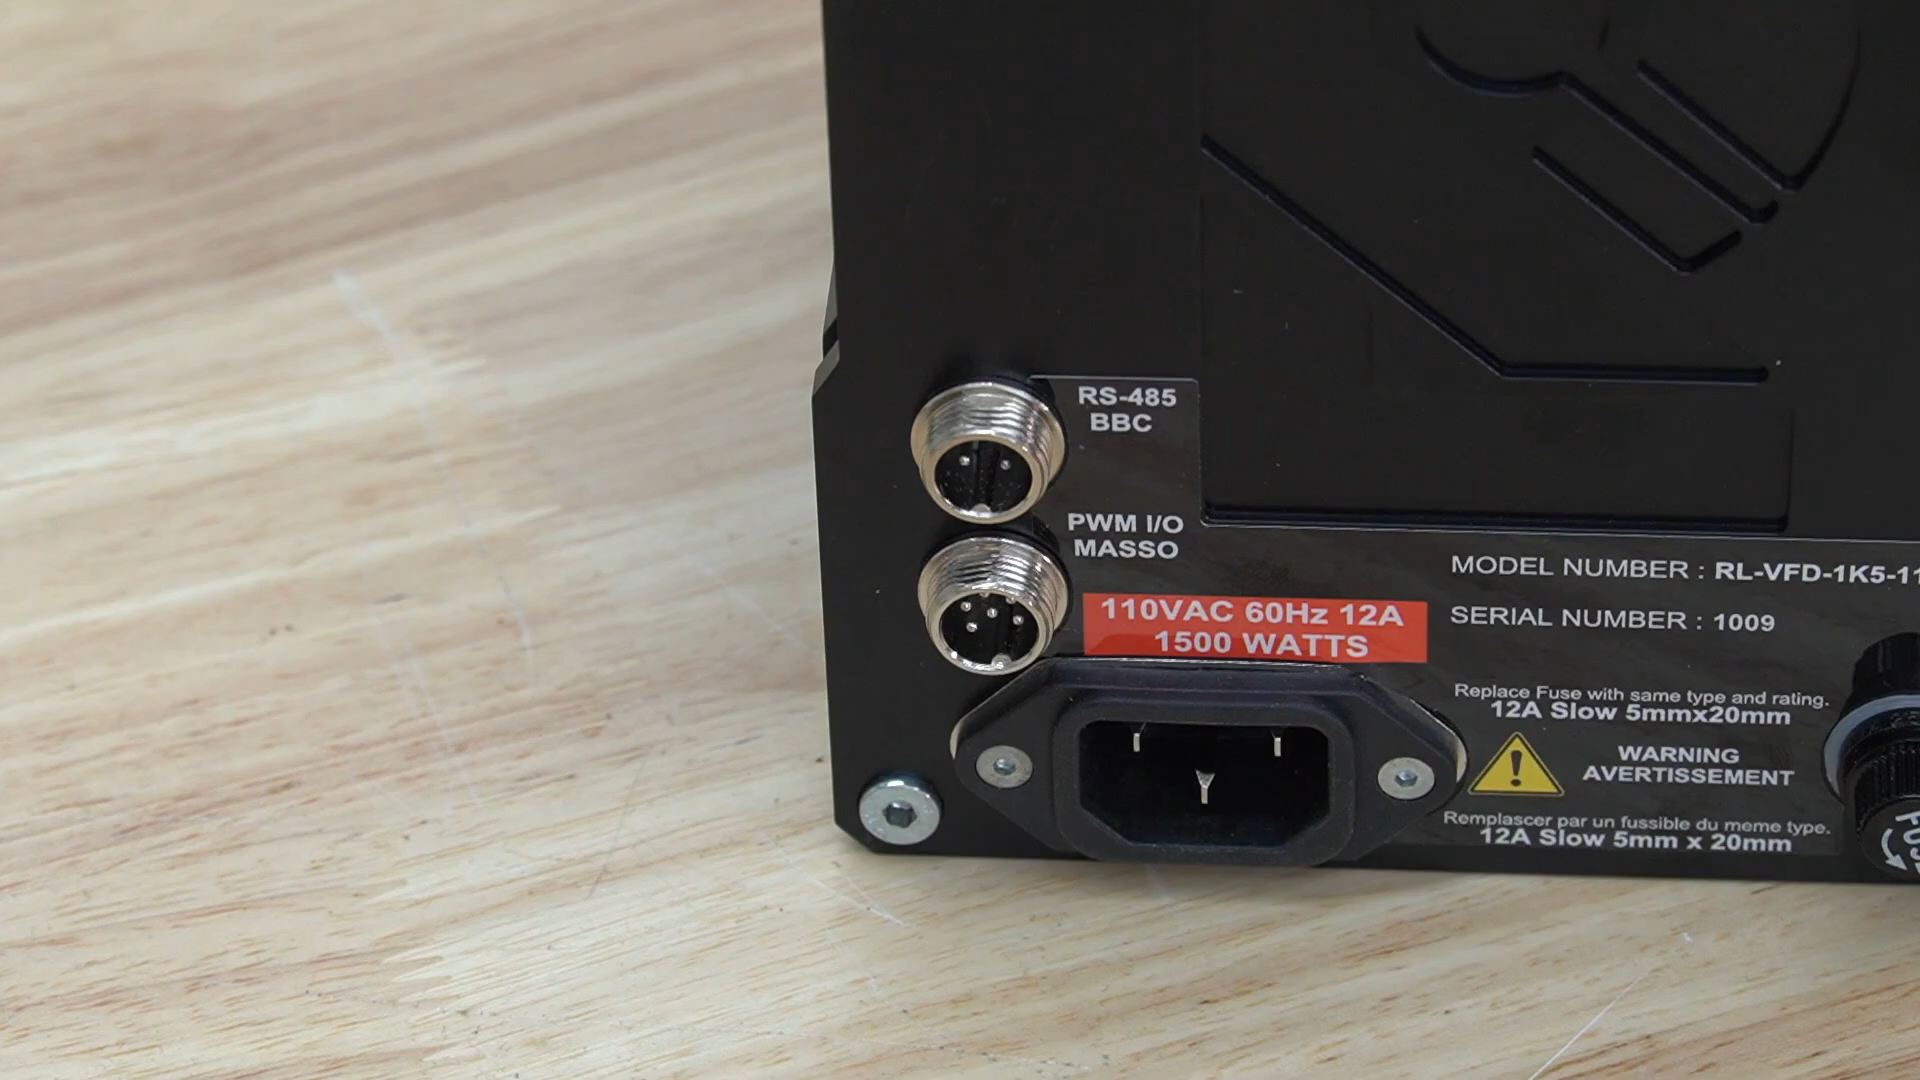 RS-485
BBC
PWM I/O
MASSO
110VAC 60Hz 12A
1500 WATTS
MODEL NUMBER : RL-VFD-1K5-11
SERIAL NUMBER : 1009
Replace Fuse with same type and rating.
12A Slow 5mmx20mm
WARNING
AVERTISSEMENT
Remplascer par un fussible du meme type.
12A Slow 5mm x 20mm